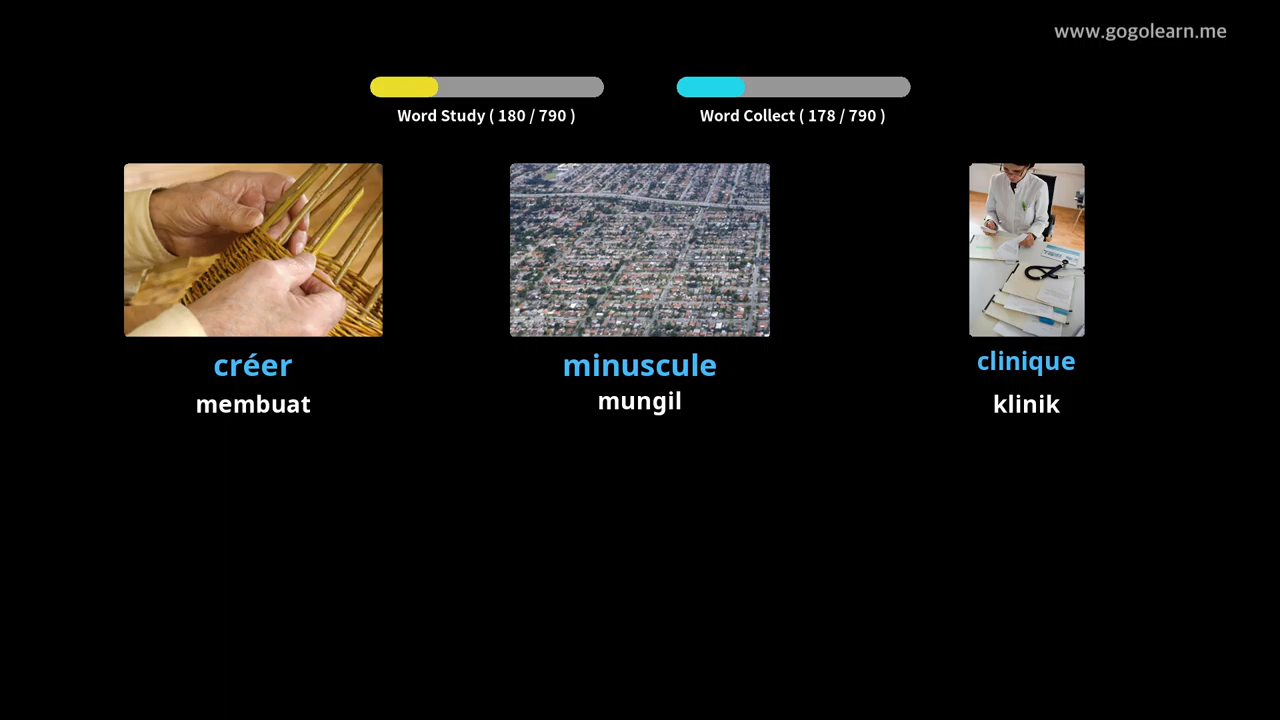 www.gogolearn.me
Word Study ( 180 / 790 )
Word Collect ( 178 / 790 )
créer
membuat
minuscule
mungil
clinique
klinik